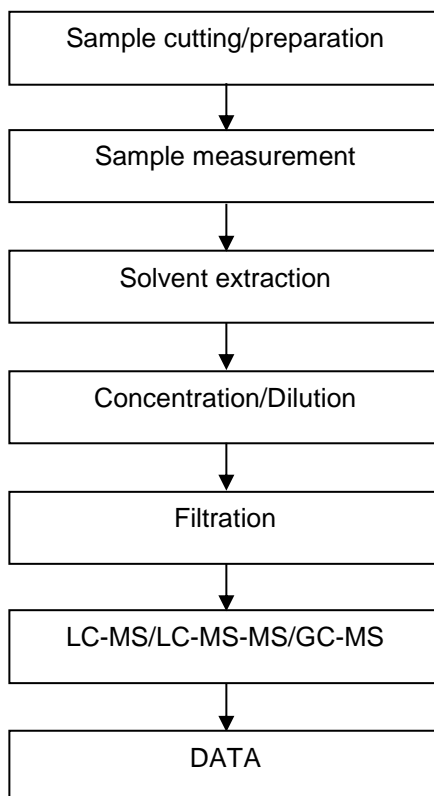 Sample cutting/preparation
Sample measurement
Solvent extraction
Concentration/Dilution
Filtration
LC-MS/LC-MS-MS/GC-MS
DATA